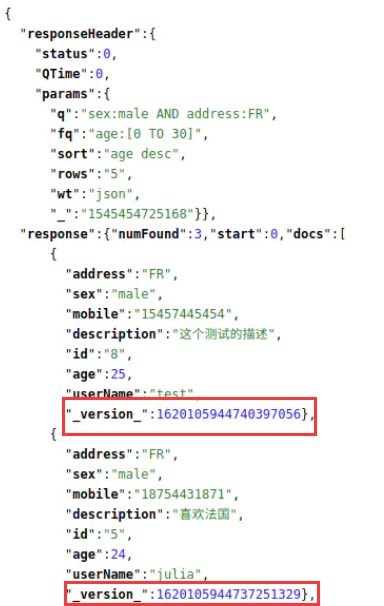 {
"responseHeader":{
"status":0,
"QTime":0,
"params":{
"q":"sex:male AND address:FR",
"fq":"age:[0 TO 30]",
"sort":"age desc",
"rows":"5",
"wt":"json",
"_":"1545454725168"}},
"response":{"numFound":3,"start":0,"docs":[
{
"address":"FR",
"sex":"male",
"mobile":"15457445454",
"description":"这个测试的描述",
"id":"8",
"age":25,
"userName":"test",
"_version_":1620105944740397056},
{
"address":"FR",
"sex":"male",
"mobile":"18754431871",
"description":"喜欢法国",
"id":"5",
"age":24,
"userName":"julia",
"_version_":1620105944737251329},